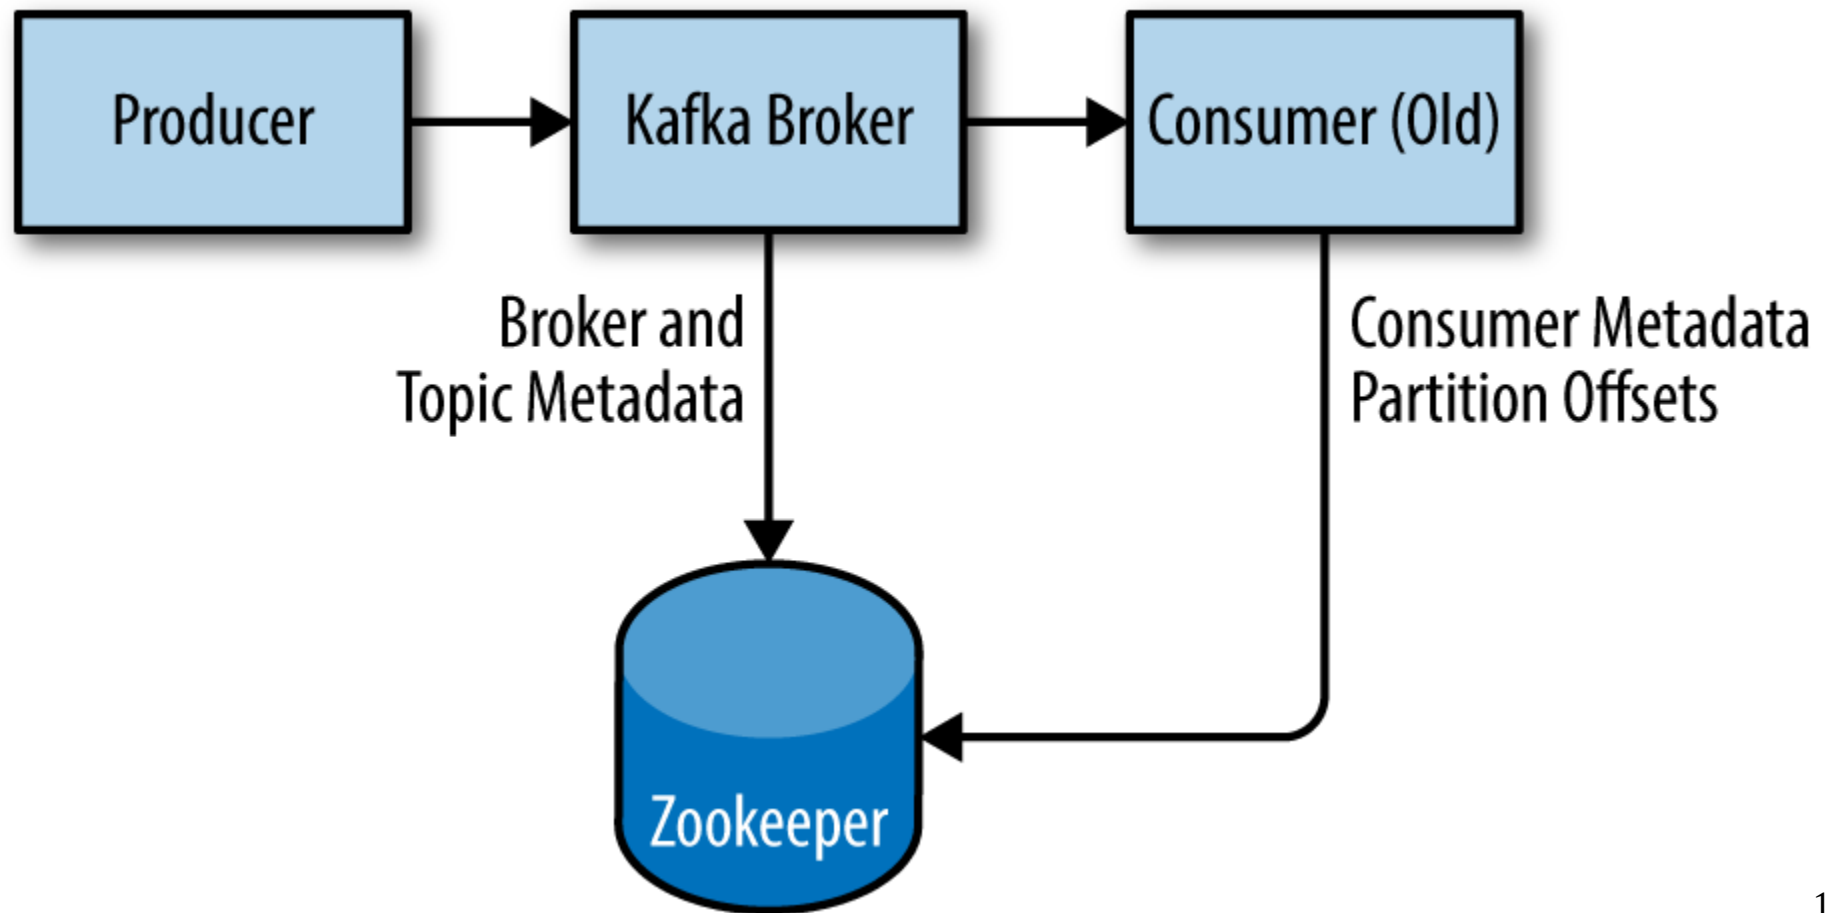 Producer
Kafka Broker
Consumer (Old)
Broker and
Topic Metadata
Consumer Metadata
Partition Offsets
Zookeeper
1